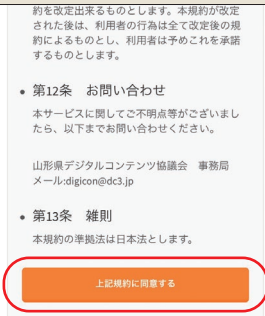 約を改定出来るものとします。本規約が改定
された後は、利用者の行為は全て改定後の規
約によるものとし、利用者は予めこれを承諾
するものとします。
• 第12条　お問い合わせ
本サービスに関してご不明点等がございまし
たら、以下までお問い合わせください。
山形県デジタルコンテンツ協議会　事務局
メール:digicon@dc3.jp
• 第13条　雑則
本規約の準拠法は日本法とします。
上記規約に同意する